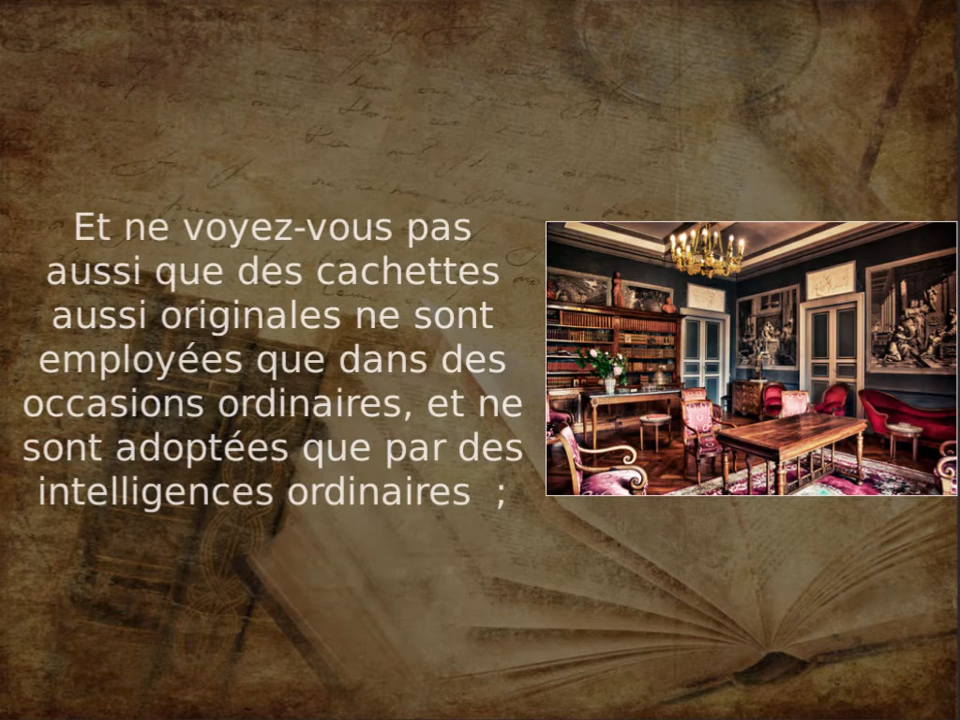 Et ne voyez-vous pas
aussi que des cachettes
aussi originales ne sont
employées que dans des
occasions ordinaires, et ne
sont adoptées que par des
intelligences ordinaires  ;